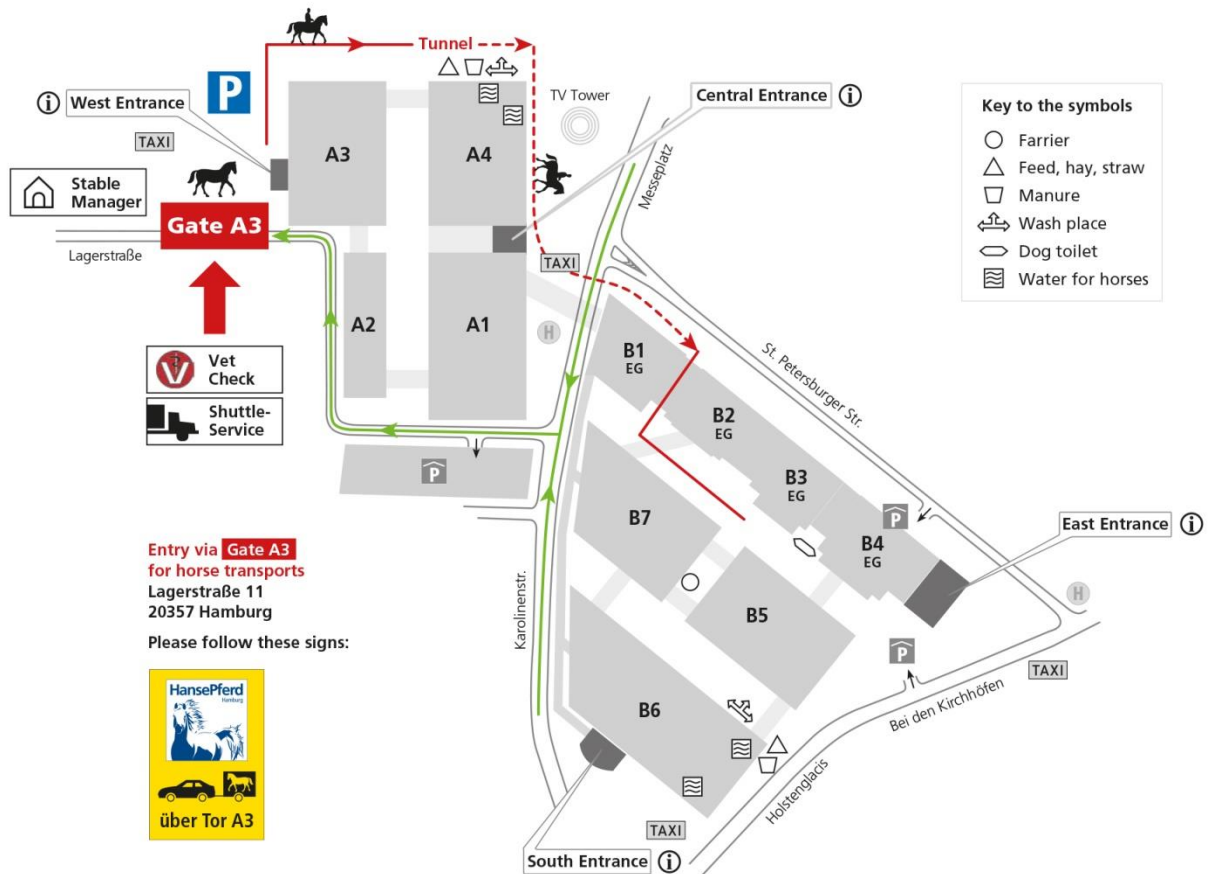 Tunnel
P
West Entrance
i
TAXI
TV Tower
Central Entrance
i
Messeplatz
A3
A4
Stable
Manager
Gate A3
Lagerstraße
TAXI
A2
A1
H
Vet
Check
V
Shuttle-
Service
P
B1
EG
B2
EG
B3
EG
B4
EG
St. Petersburger Str.
P
East Entrance
i
H
B7
B5
B6
Karolinenstr.
P
TAXI
Bei den Kirchhöfen
Holstenglacis
TAXI
South Entrance
i
Key to the symbols
Farrier
Feed, hay, straw
Manure
Wash place
Dog toilet
Water for horses
Entry via Gate A3
for horse transports
Lagerstraße 11
20357 Hamburg
Please follow these signs:
HansePferd
Hamburg
über Tor A3